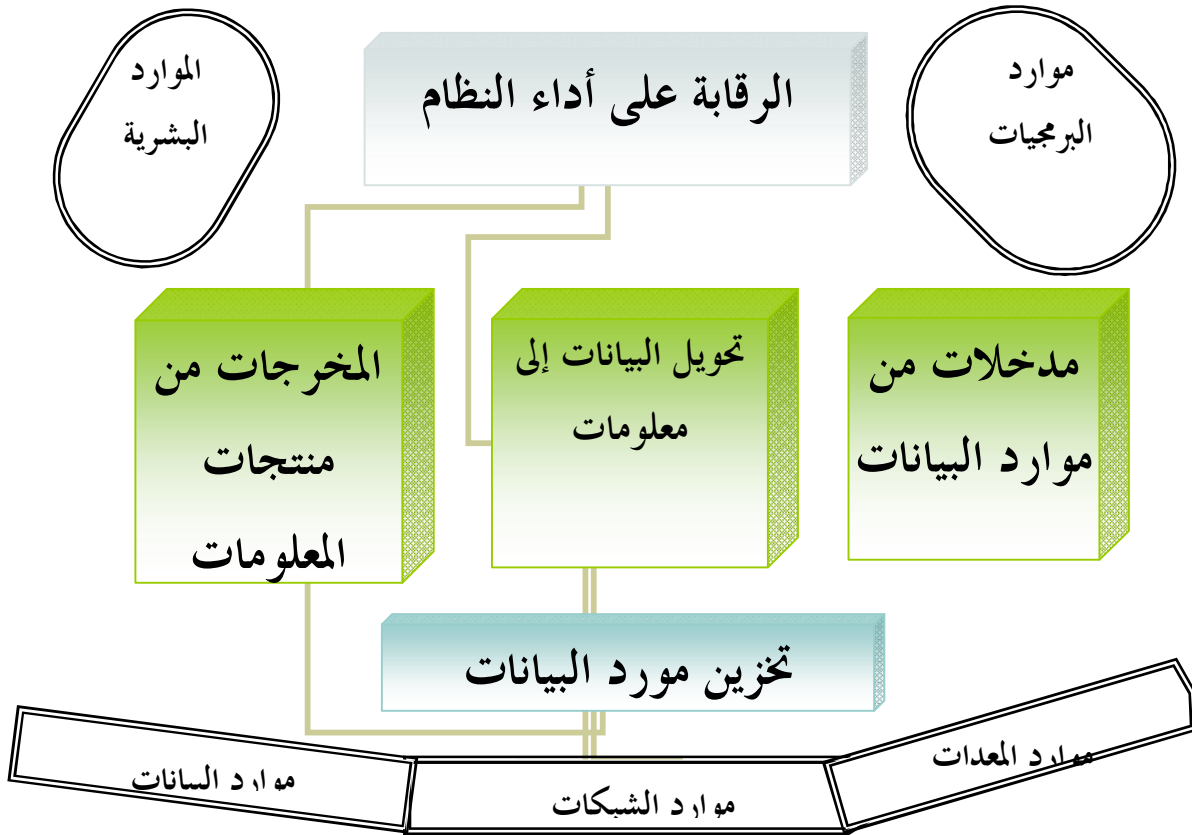 موارد
البرمجيات
الرقابة على أداء النظام
الموارد
البشرية
مدخلات من
موارد البيانات
تحويل البيانات إلى
معلومات
المخرجات من
منتجات
المعلومات
تخزين مورد البيانات
موارد المعدات
موارد الشبكات
موارد البيانات